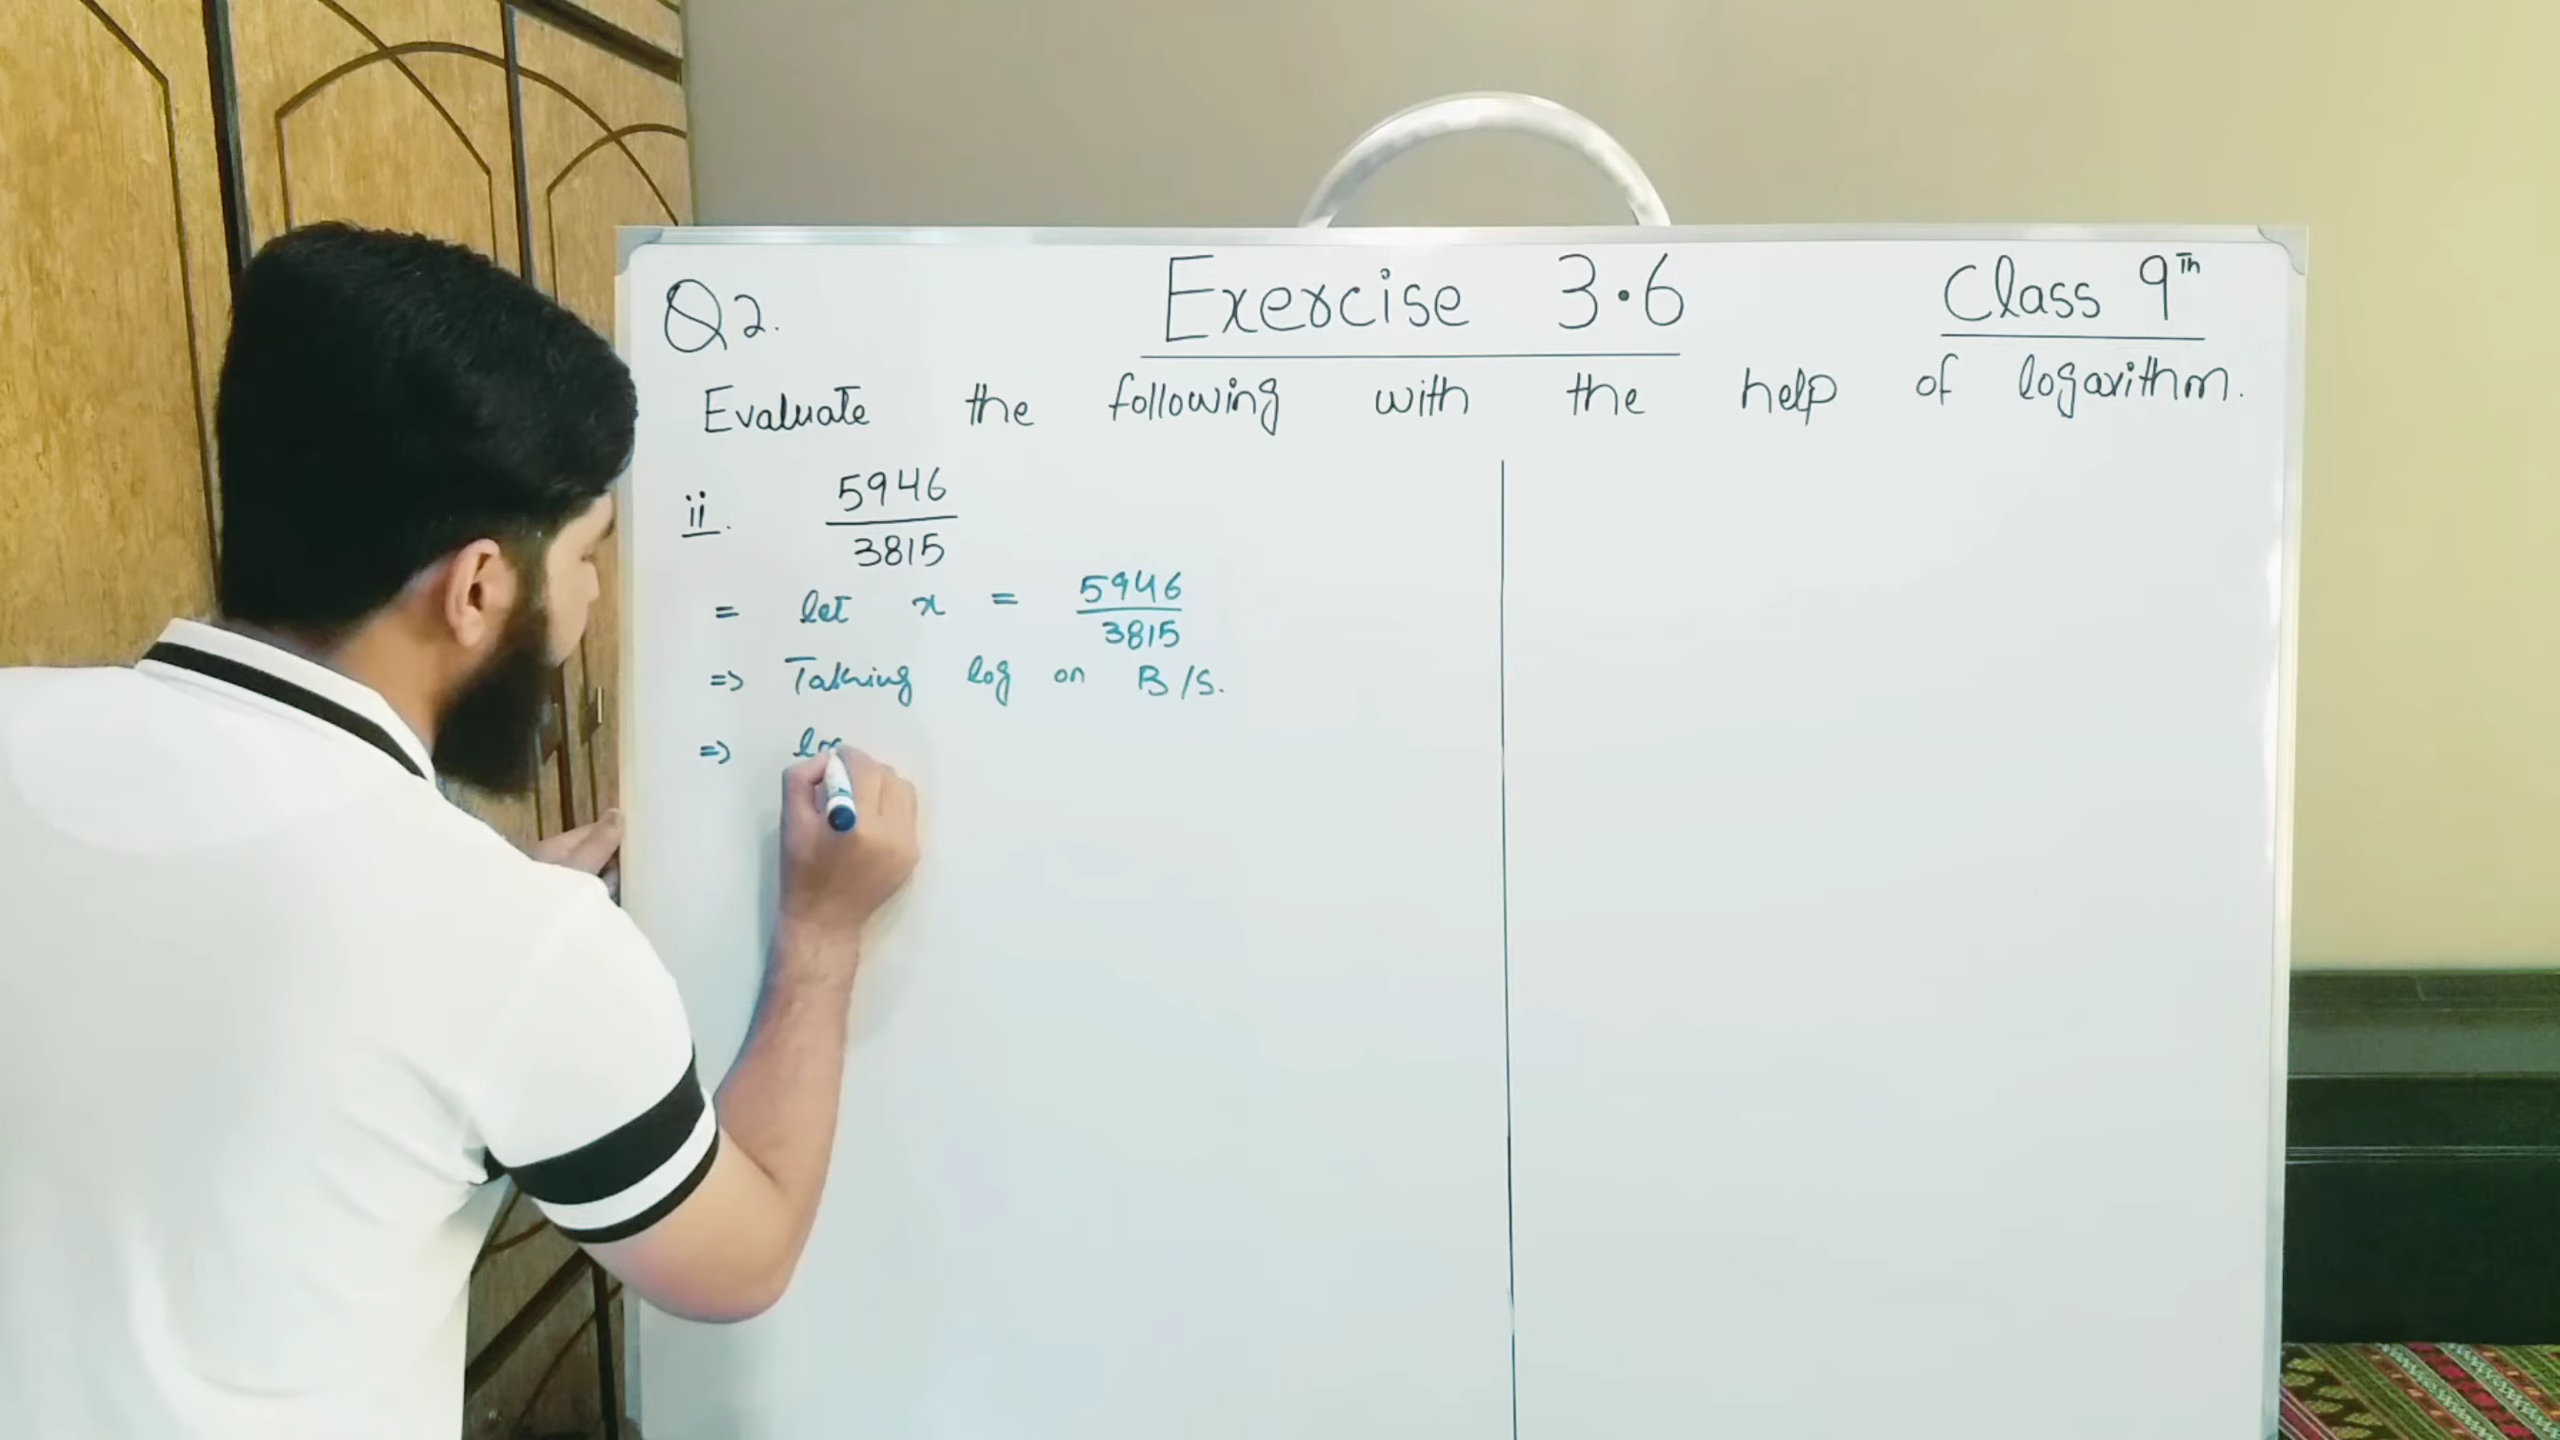 Q2. Exercise 3.6 Class 9Th
Evaluate the following with the help of logarithm.
ii. 5946
3815
= let x = 5946
3815
=> Taking log on B/S.
=> lo